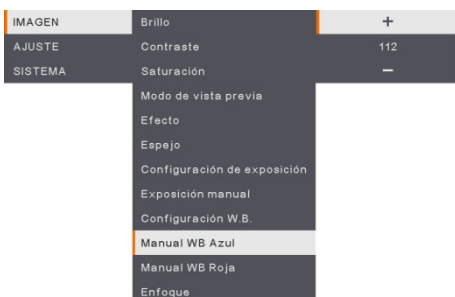 IMAGEN Brillo +
AJUSTE Contraste 112
SISTEMA Saturación −
Modo de vista previa
Efecto
Espejo
Configuración de exposición
Exposición manual
Configuración W.B.
Manual WB Azul
Manual WB Roja
Enfoque